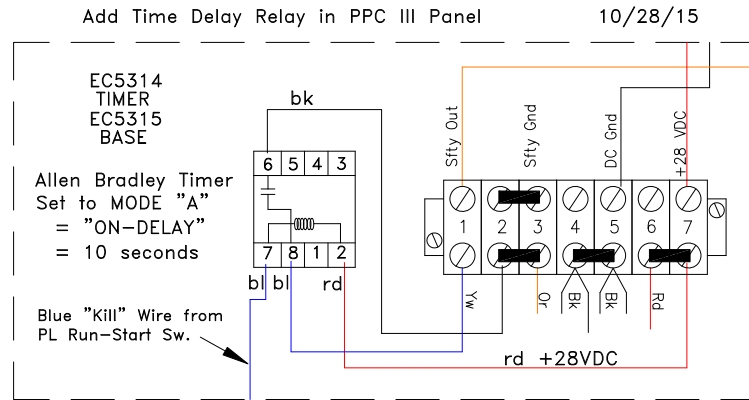 Add Time Delay Relay in PPC III Panel 10/28/15
EC5314
TIMER
EC5315
BASE
Allen Bradley Timer
Set to MODE "A"
= "ON-DELAY"
= 10 seconds
Blue "Kill" Wire from
PL Run-Start Sw.
bk
6 5 4 3
7 8 1 2
bl bl rd
Sfty Out
Sfty Gnd
DC Gnd
+28 VDC
1 2 3 4 5 6 7
Yw
Or
Bk
Bk
Rd
rd +28VDC